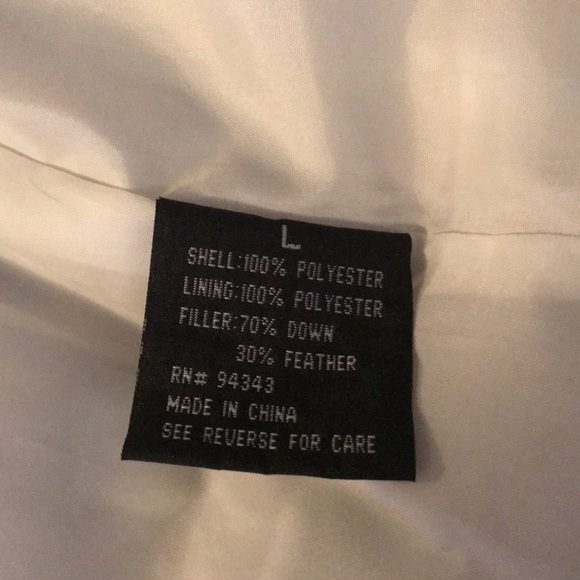 L
SHELL:100% POLYESTER
LINING:100% POLYESTER
FILLER:70% DOWN
30% FEATHER
RN# 94343
MADE IN CHINA
SEE REVERSE FOR CARE